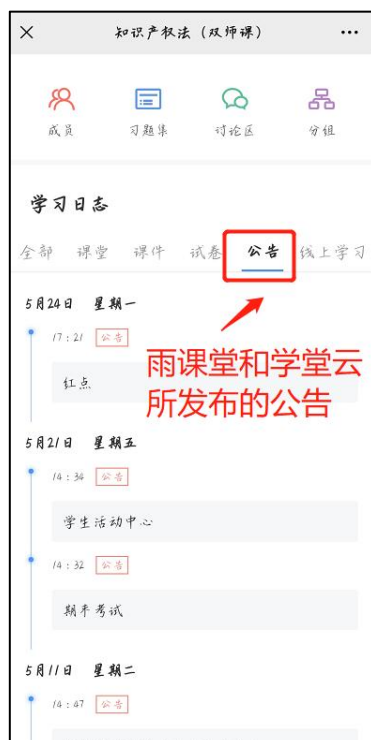 知识产权法（双师课）
成员 习题集 讨论区 分组
学习日志
全部 课堂 课件 试卷 公告 线上学习
5月24日 星期一
17:21 公告
雨课堂和学堂云
所发布的公告
红点
5月21日 星期五
14:34 公告
学生活动中心
14:32 公告
期末考试
5月11日 星期二
14:47 公告